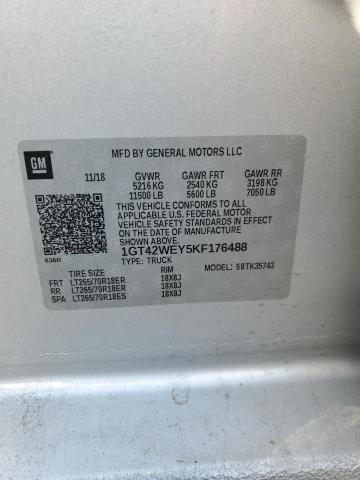 GM
MFD BY GENERAL MOTORS LLC
11/18 GVWR GAWR FRT GAWR RR
5216 KG 2540 KG 3198 KG
11500 LB 5600 LB 7050 LB
THIS VEHICLE CONFORMS TO ALL
APPLICABLE U.S. FEDERAL MOTOR
VEHICLE SAFETY STANDARDS IN EFFECT
ON THE DATE OF MANUFACTURE
SHOWN ABOVE.
1GT42WEY5KF176488
636R TYPE: TRUCK
TIRE SIZE RIM MODEL: 58TK35743
FRT LT265/70R18ER 18X8J
RR LT265/70R18ER 18X8J
SPA LT265/70R18ES 18X8J